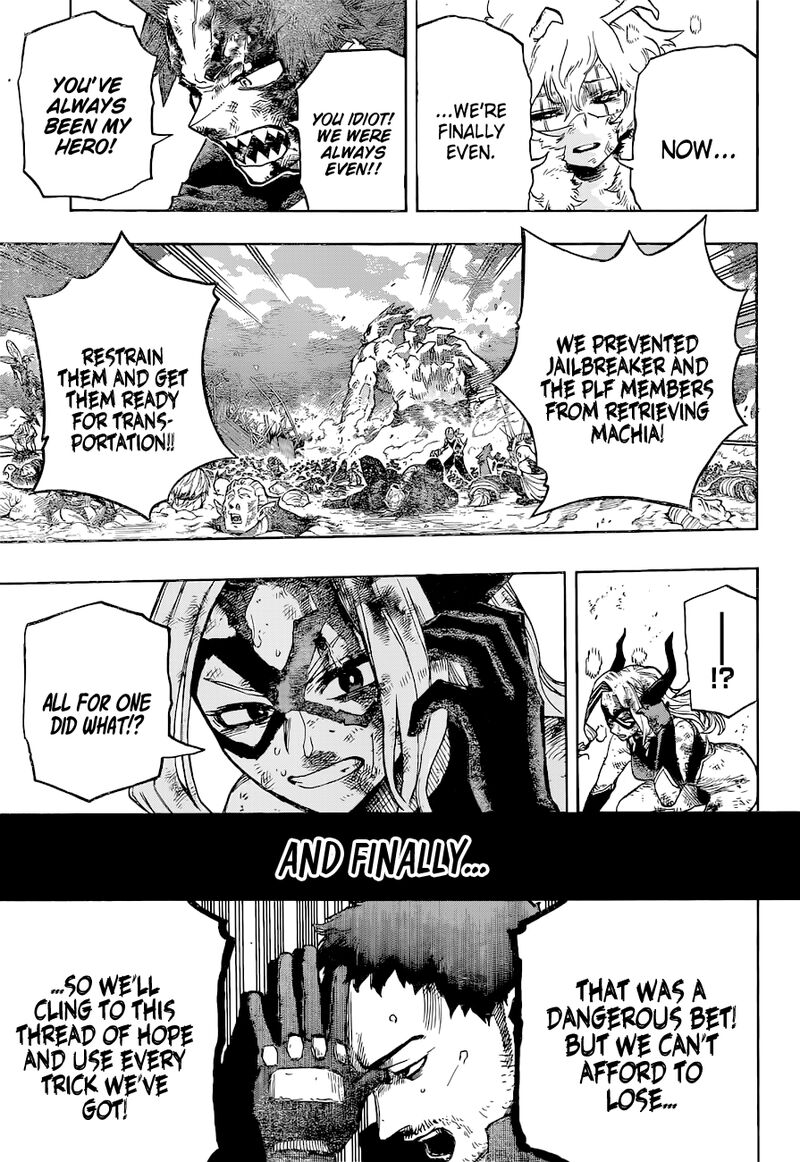 NOW...
...WE'RE
FINALLY
EVEN.
YOU IDIOT!
WE WERE
ALWAYS
EVEN!!
YOU'VE
ALWAYS
BEEN MY
HERO!
WE PREVENTED
JAILBREAKER AND
THE PLF MEMBERS
FROM RETRIEVING
MACHIA!
RESTRAIN
THEM AND GET
THEM READY
FOR TRANS-
PORTATION!!
—!?
ALL FOR ONE
DID WHAT!?
AND FINALLY...
THAT WAS A
DANGEROUS BET!
BUT WE CAN'T
AFFORD TO
LOSE...
...SO WE'LL
CLING TO THIS
THREAD OF HOPE
AND USE EVERY
TRICK WE'VE
GOT!